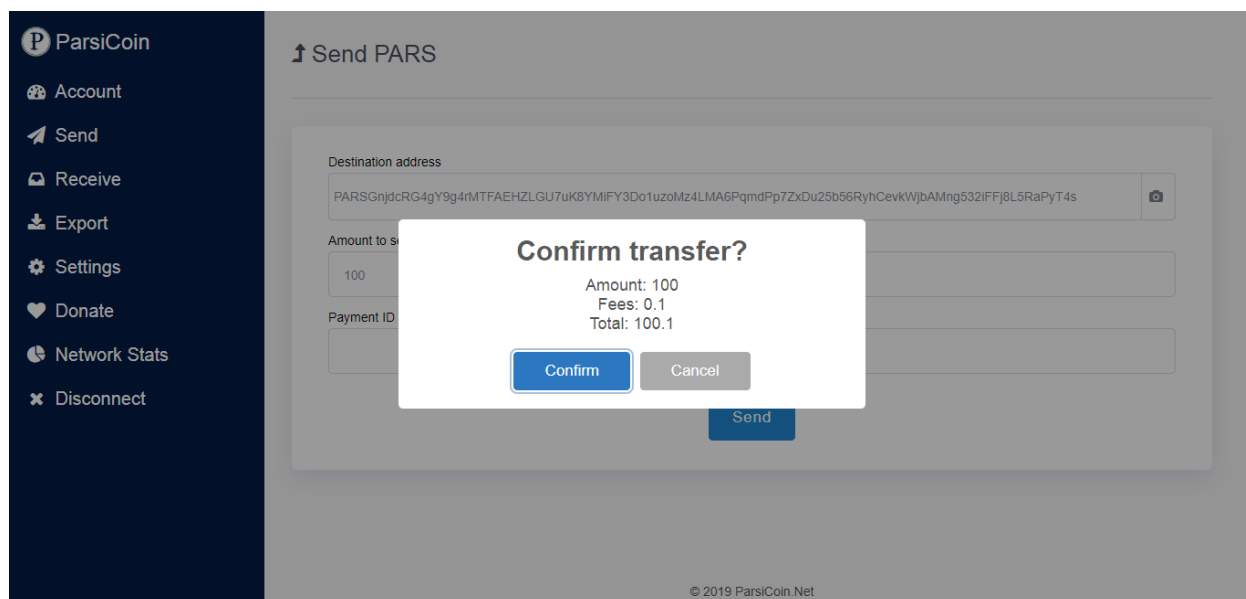 ParsiCoin
Account
Send
Receive
Export
Settings
Donate
Network Stats
Disconnect
Send PARS
Destination address
PARSGnjdcRG4gY9g4rMTFAEHZLGU7uK8YMiFY3Do1uzoMz4LMA6PqmdPp7ZxDu25b56RyhCevkWjbAMng532iFFj8L5RaPyT4s
Amount to s
100
Payment ID
Confirm transfer?
Amount: 100
Fees: 0.1
Total: 100.1
Confirm
Cancel
Send
© 2019 ParsiCoin.Net